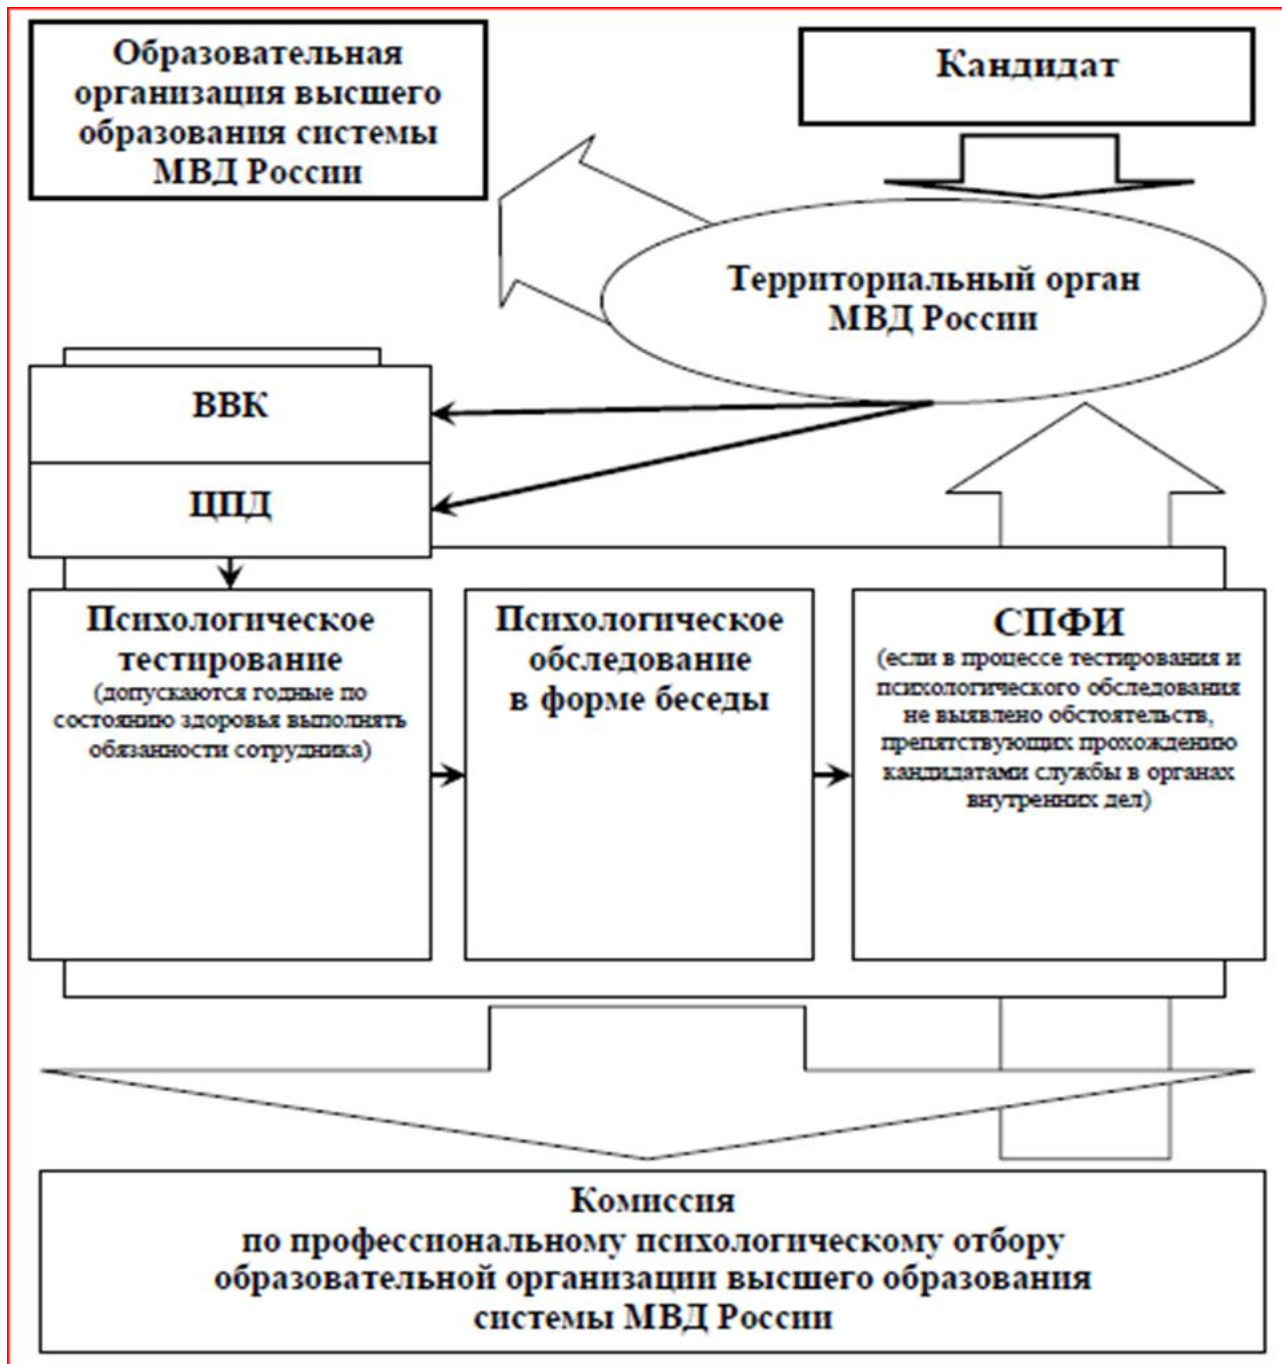 Образовательная
организация высшего
образования системы
МВД России
Кандидат
Территориальный орган
МВД России
ВВК
ЦПД
Психологическое
тестирование
(допускаются годные по
состоянию здоровья выполнять
обязанности сотрудника)
Психологическое
обследование
в форме беседы
СПФИ
(если в процессе тестирования и
психологического обследования
не выявлено обстоятельств,
препятствующих прохождению
кандидатами службы в органах
внутренних дел)
Комиссия
по профессиональному психологическому отбору
образовательной организации высшего образования
системы МВД России